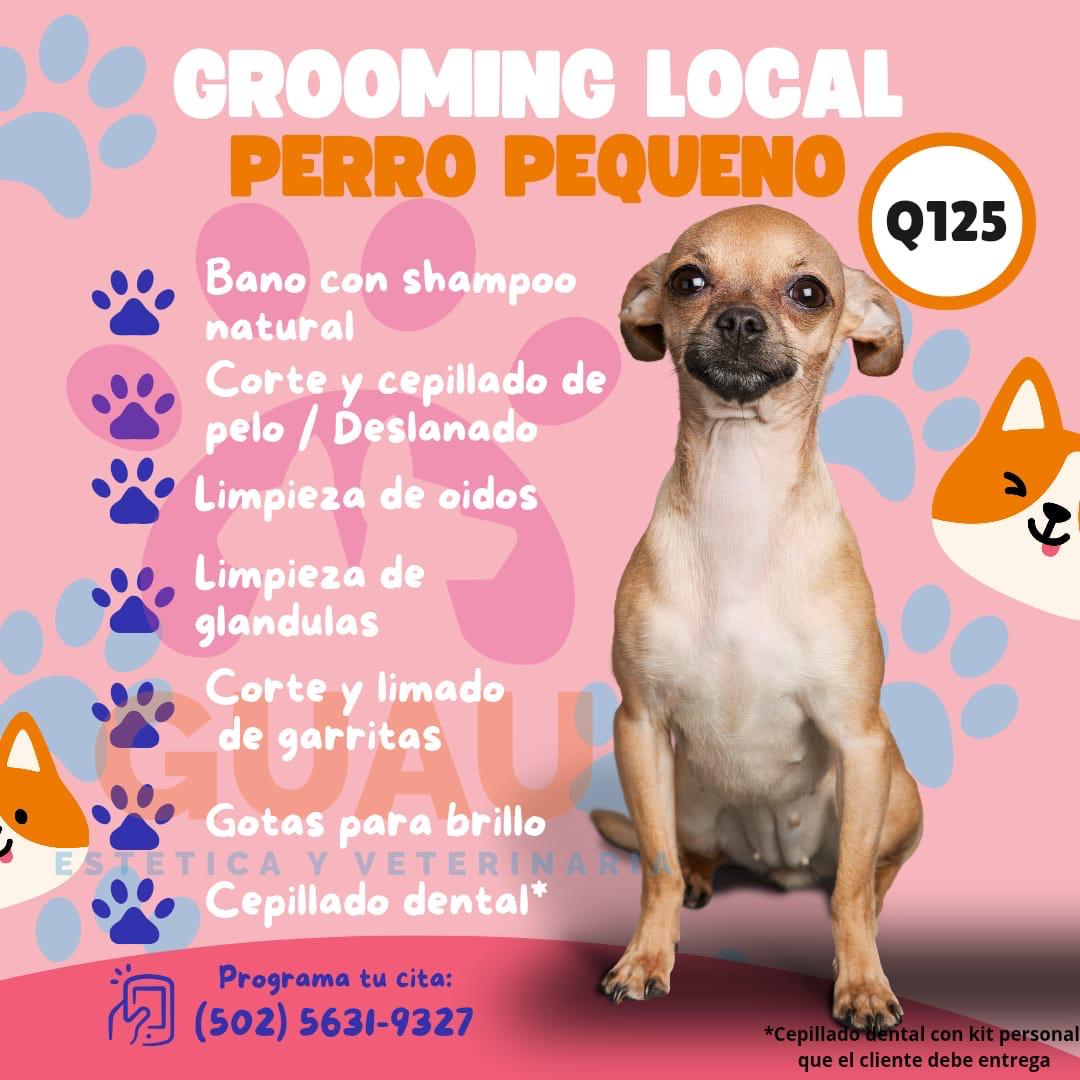 GROOMING LOCAL
PERRO PEQUENO
Q125
Bano con shampoo
natural
Corte y cepillado de
pelo / Deslanado
Limpieza de oidos
Limpieza de
glandulas
Corte y limado
de garritas
GUAU
Gotas para brillo
ESTETICA Y VETERINARIA
Cepillado dental*
Programa tu cita:
(502) 5631-9327
*Cepillado dental con kit personal
que el cliente debe entrega